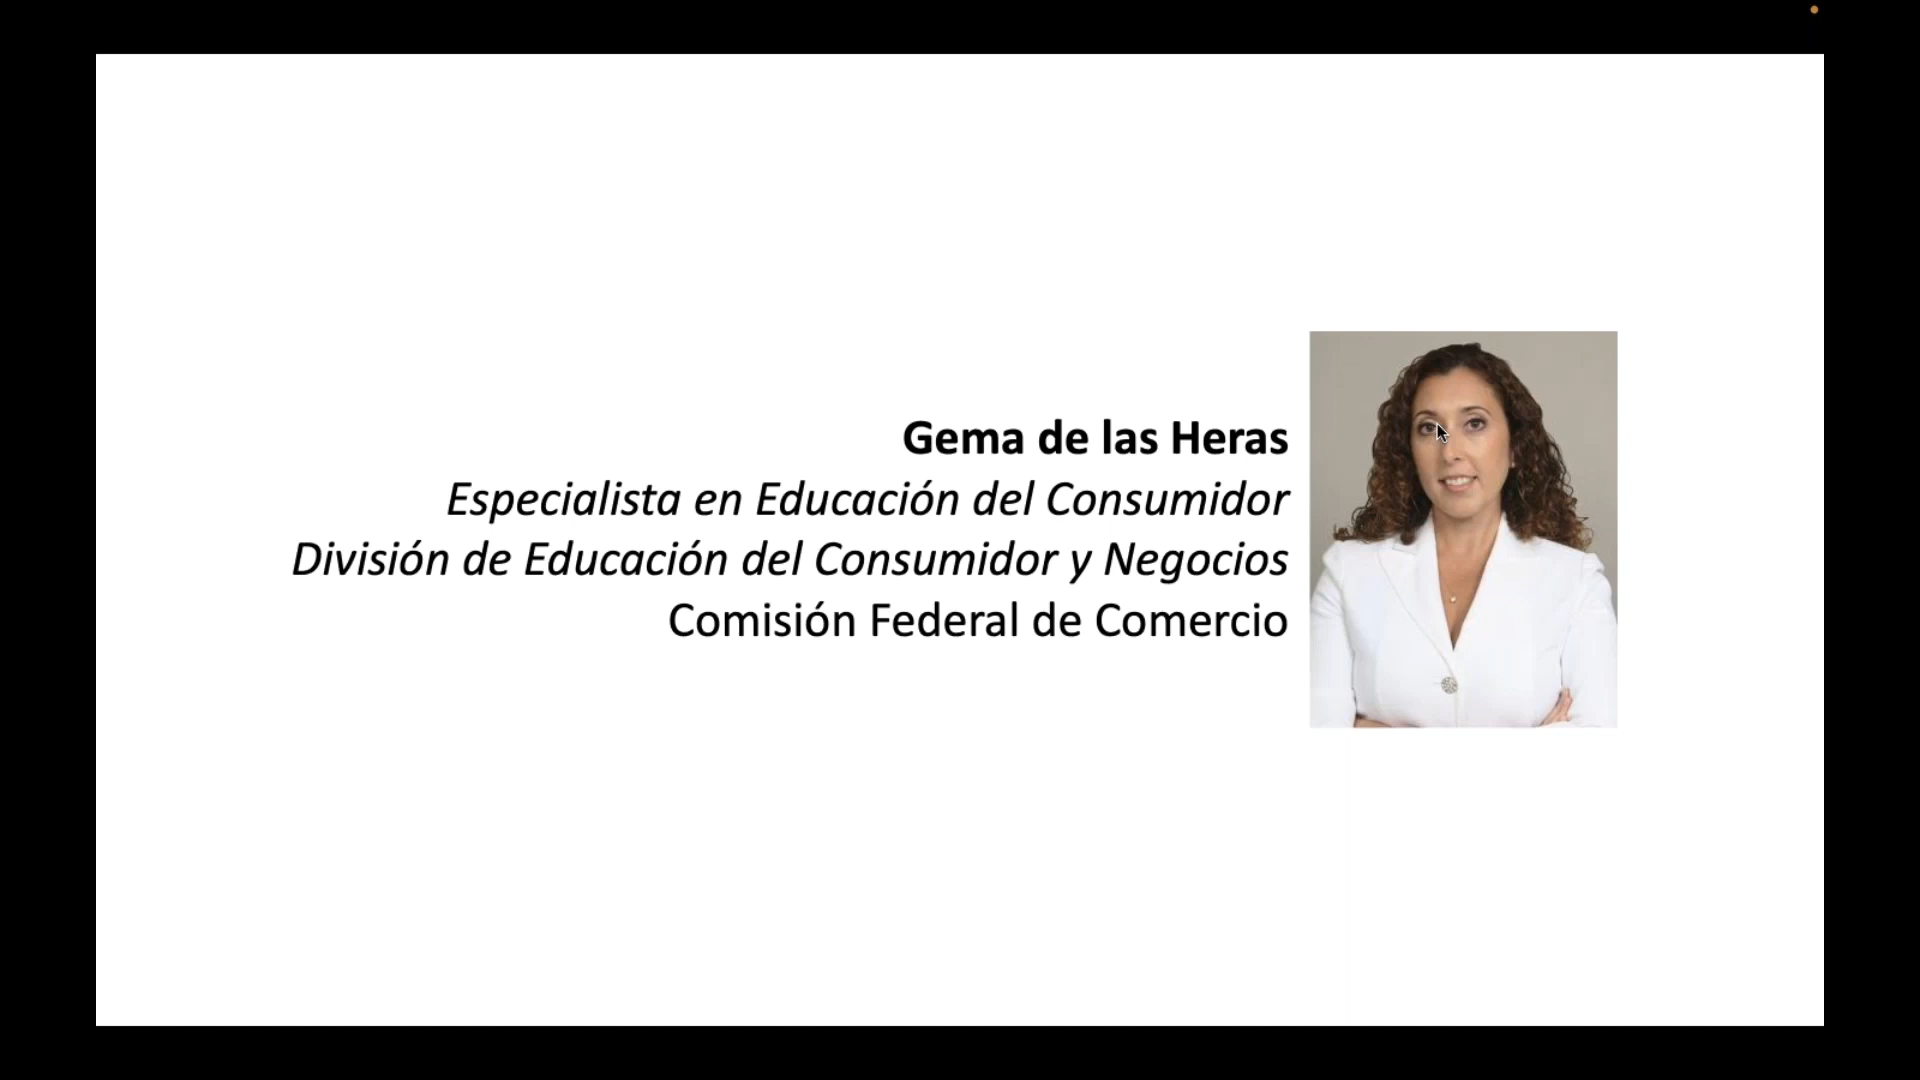 Gema de las Heras
Especialista en Educación del Consumidor
División de Educación del Consumidor y Negocios
Comisión Federal de Comercio